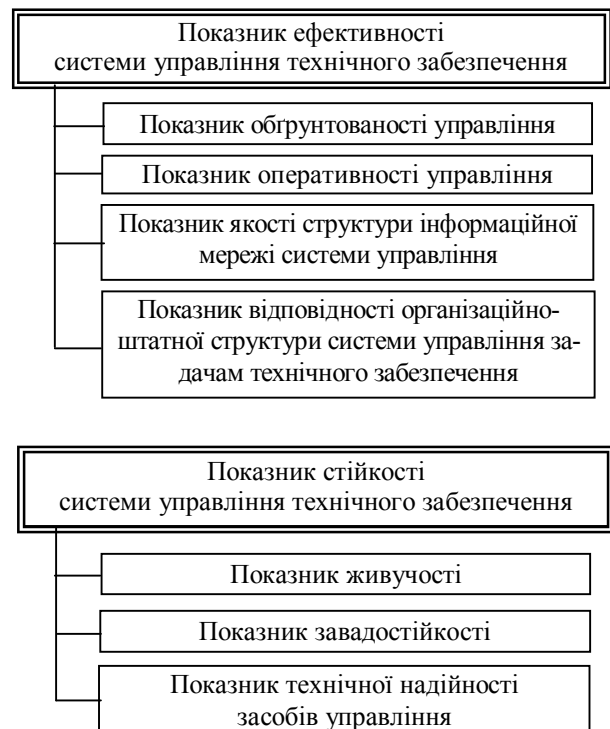 Показник ефективності
системи управління технічного забезпечення
Показник обґрунтованості управління
Показник оперативності управління
Показник якості структури інформаційної
мережі системи управління
Показник відповідності організаційно-
штатної структури системи управління за-
дачам технічного забезпечення
Показник стійкості
системи управління технічного забезпечення
Показник живучості
Показник завадостійкості
Показник технічної надійності
засобів управління